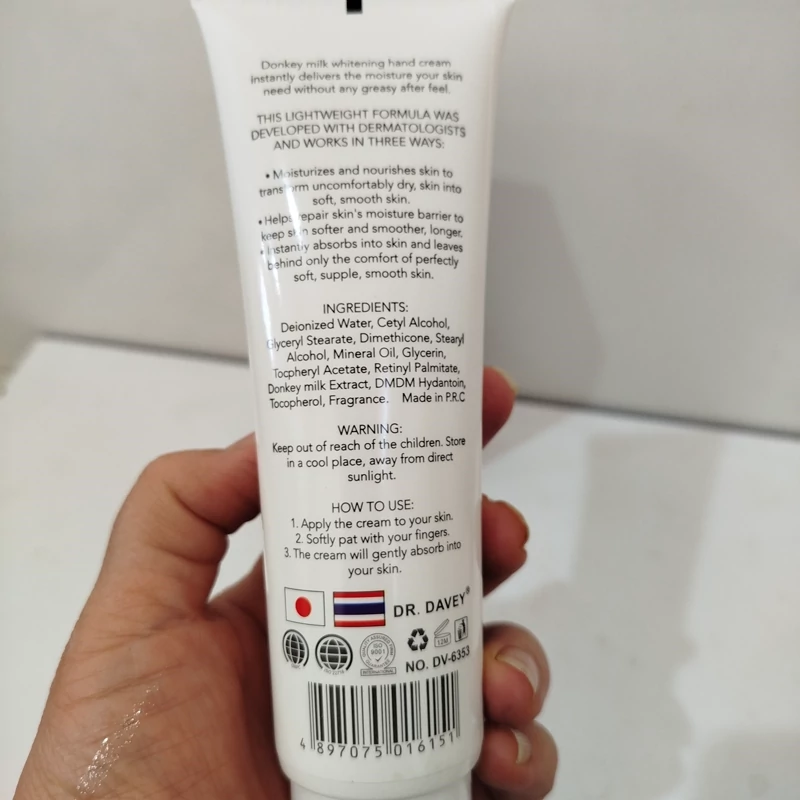 Donkey milk whitening hand cream
Instantly delivers the moisture your skin
need without any greasy after feel.
THIS LIGHTWEIGHT FORMULA WAS
DEVELOPED WITH DERMATOLOGISTS
AND WORKS IN THREE WAYS:
• Moisturizes and nourishes skin to
transform uncomfortably dry, skin into
soft, smooth skin.
• Helps repair skin's moisture barrier to
keep skin softer and smoother, longer.
• Instantly absorbs into skin and leaves
behind only the comfort of perfectly
soft, supple, smooth skin.
INGREDIENTS:
Deionized Water, Cetyl Alcohol,
Glyceryl Stearate, Dimethicone, Stearyl
Alcohol, Mineral Oil, Glycerin,
Tocpheryl Acetate, Retinyl Palmitate,
Donkey milk Extract, DMDM Hydantoin,
Tocopherol, Fragrance. Made in P.R.C
WARNING:
Keep out of reach of the children. Store
in a cool place, away from direct
sunlight.
HOW TO USE:
1. Apply the cream to your skin.
2. Softly pat with your fingers.
3. The cream will gently absorb into
your skin.
DR. DAVEY®
ISO
9001
12M
NO. DV-6353
4 897075 016151